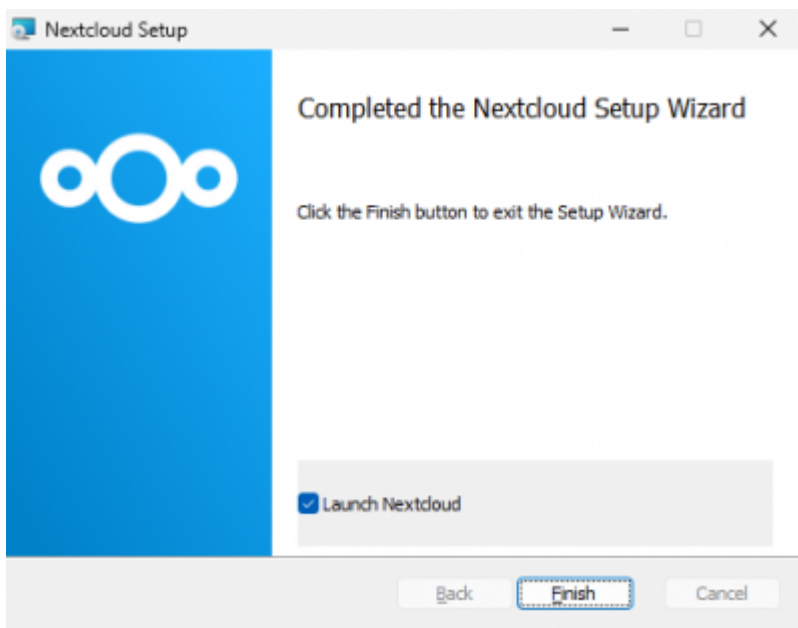 Nextcloud Setup
Completed the Nextcloud Setup Wizard
Click the Finish button to exit the Setup Wizard.
Launch Nextcloud
Back Finish Cancel